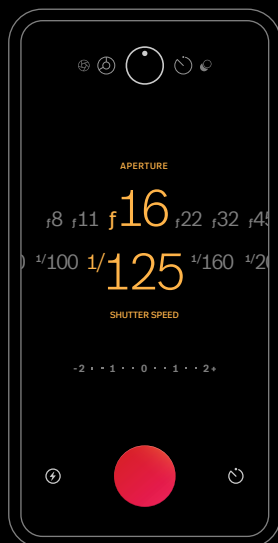 APERTURE
ƒ8 ƒ11 ƒ16 ƒ22 ƒ32
1/100 1/125 1/160
SHUTTER SPEED
-2 · · 1 · · 0 · · 1 · · 2+